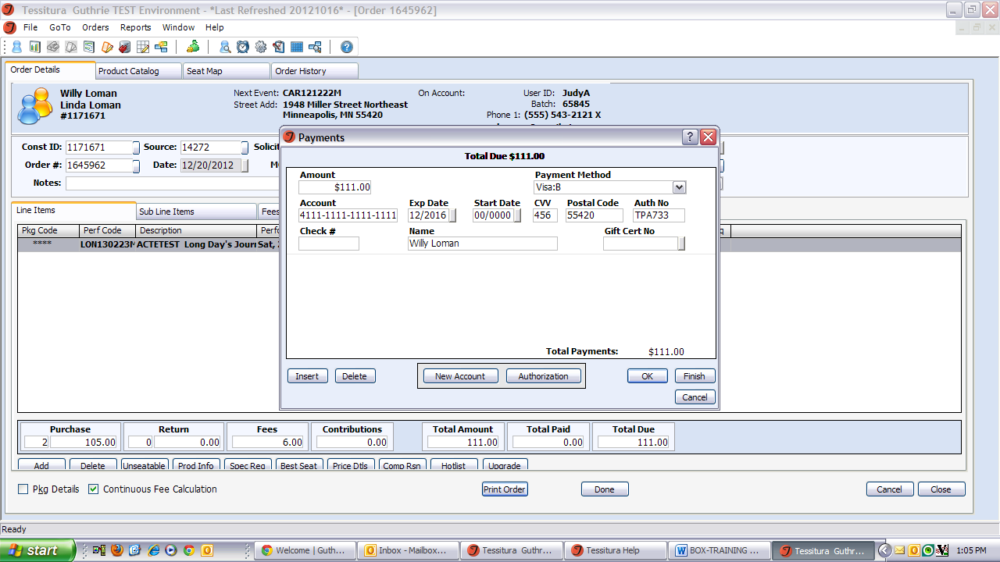 Tessitura Guthrie TEST Environment - *Last Refreshed 20121016* - [Order 1645962]
File GoTo Orders Reports Window Help
Order Details Product Catalog Seat Map Order History
Willy Loman Next Event: CAR121222M On Account: User ID: JudyA
Linda Loman Street Add: 1948 Miller Street Northeast Batch: 65845
#1171671 Minneapolis, MN 55420 Phone 1: (555) 543-2121 X
Payments
Const ID: 1171671 Source: 14272 Solicit
Total Due $111.00
Order #: 1645962 Date: 12/20/2012
Notes:
Amount Payment Method
$111.00 Visa:B
Account Exp Date Start Date CVV Postal Code Auth No
4111-1111-1111-1111 12/2016 00/0000 456 55420 TPA733
Check # Name Gift Cert No
Willy Loman
Line Items Sub Line Items Fees
Pkg Code Perf Code Description Perfo
**** LON130223M ACTETEST Long Day's Jour Sat,
Total Payments: $111.00
Insert Delete New Account Authorization OK Finish
Cancel
Purchase Return Fees Contributions Total Amount Total Paid Total Due
2 105.00 0 0.00 6.00 0.00 111.00 0.00 111.00
Add Delete Unseatable Prod Info Spec Req Best Seat Price Dtls Comp Rsn Hotlist Upgrade
Pkg Details Continuous Fee Calculation Print Order Done Cancel Close
Ready
start Welcome | Guth... Inbox - Mailbox... Tessitura Guthr... Tessitura Help BOX-TRAINING ... Tessitura Guthr... 1:05 PM